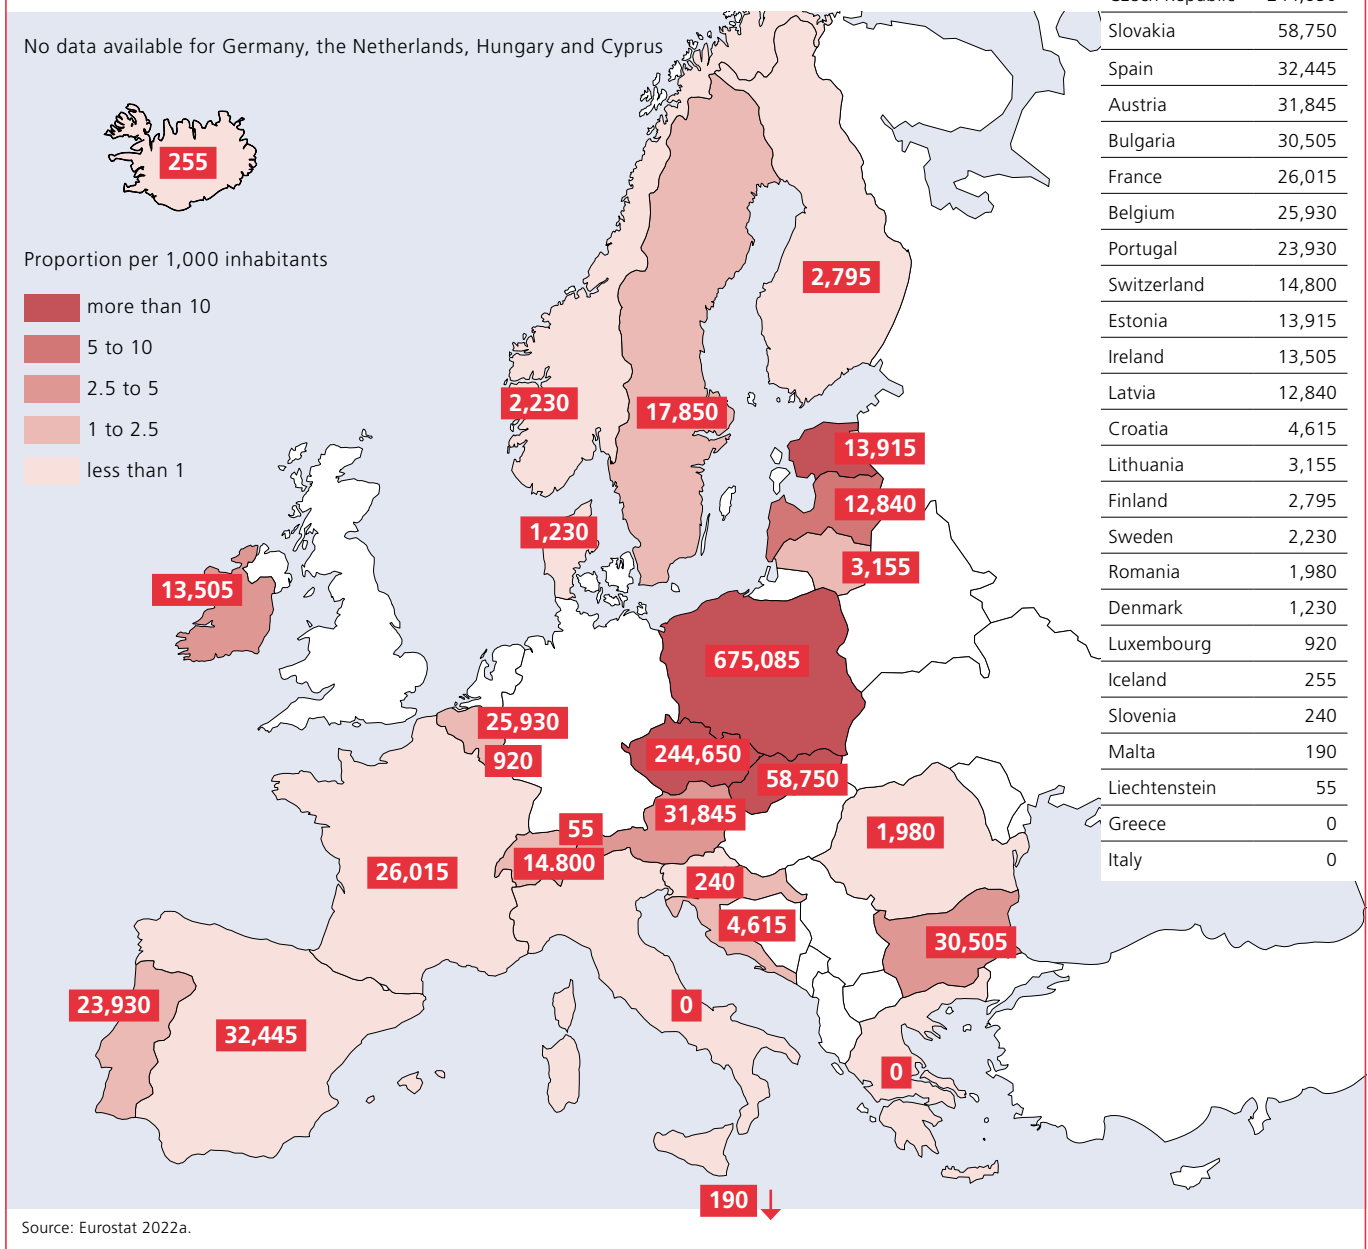 No data available for Germany, the Netherlands, Hungary and Cyprus
255
Proportion per 1,000 inhabitants
more than 10
5 to 10
2.5 to 5
1 to 2.5
less than 1
2,795
2,230
17,850
13,915
12,840
1,230
3,155
13,505
675,085
25,930
920
244,650
58,750
31,845
55
14.800
1,980
26,015
240
4,615
30,505
23,930
32,445
0
0
190
Slovakia 58,750
Spain 32,445
Austria 31,845
Bulgaria 30,505
France 26,015
Belgium 25,930
Portugal 23,930
Switzerland 14,800
Estonia 13,915
Ireland 13,505
Latvia 12,840
Croatia 4,615
Lithuania 3,155
Finland 2,795
Sweden 2,230
Romania 1,980
Denmark 1,230
Luxembourg 920
Iceland 255
Slovenia 240
Malta 190
Liechtenstein 55
Greece 0
Italy 0
Source: Eurostat 2022a.